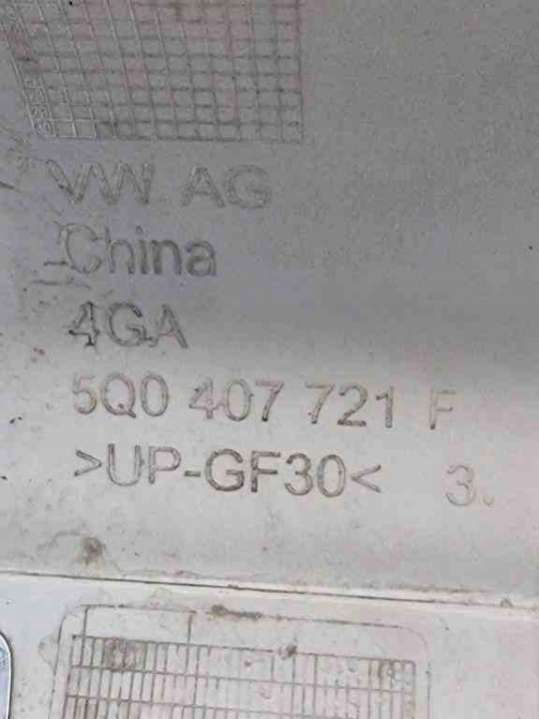 VW AG
China
4GA
5Q0 407 721 F
>UP-GF30< 3.